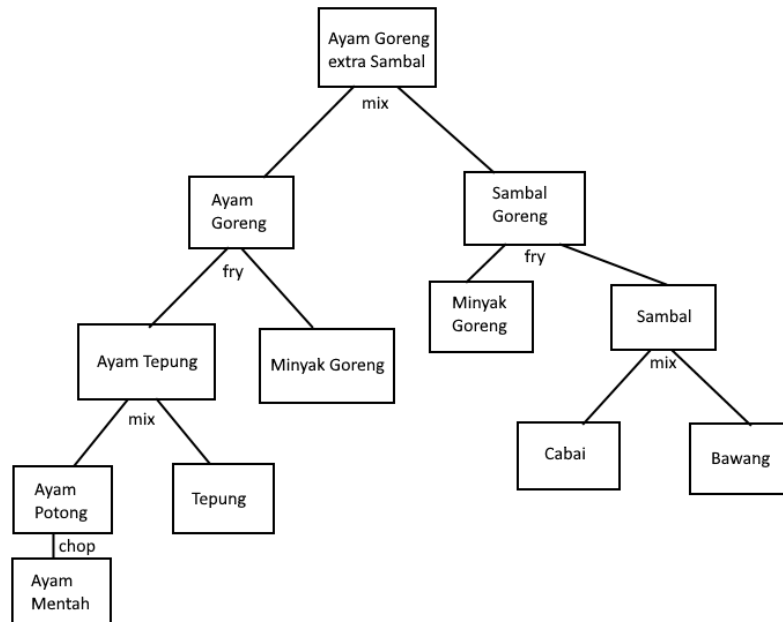 Ayam Goreng
extra Sambal
mix
Ayam
Goreng
Sambal
Goreng
fry
fry
Minyak
Goreng
Sambal
Ayam Tepung
Minyak Goreng
mix
mix
Cabai
Bawang
Ayam
Potong
Tepung
chop
Ayam
Mentah